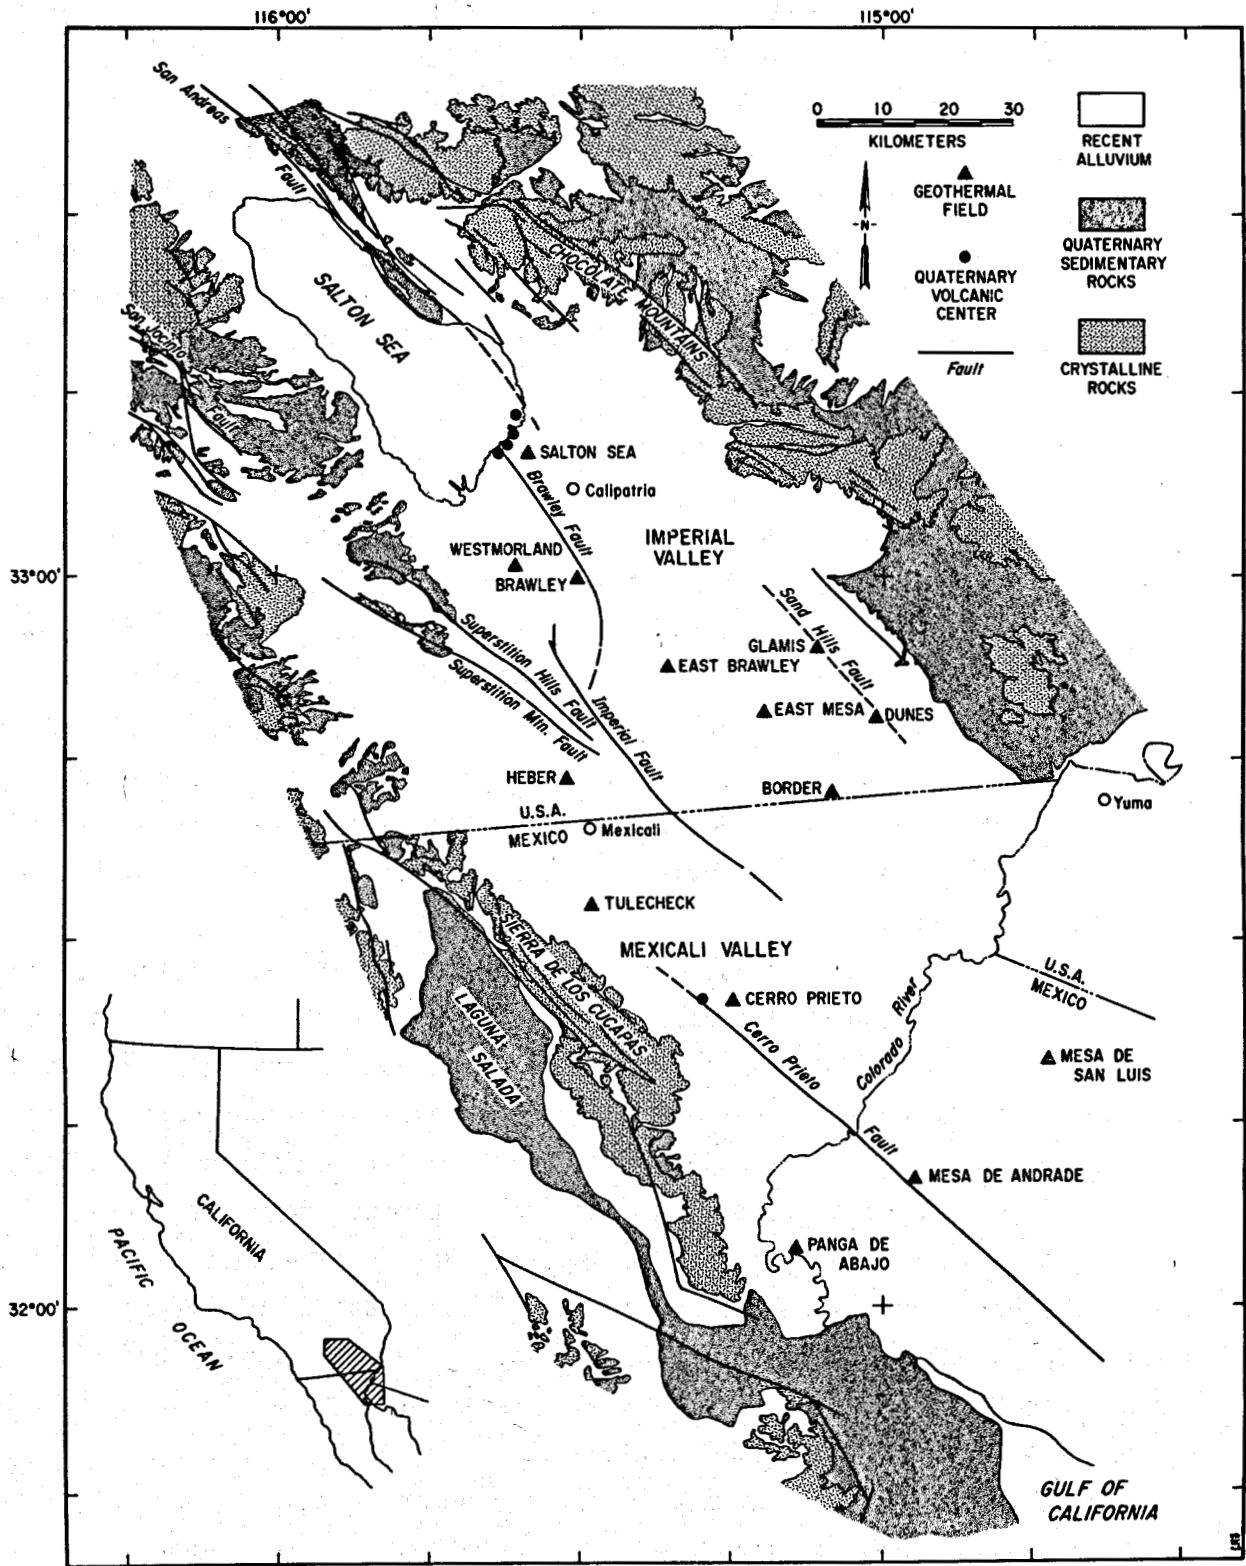 116°00'
115°00'
San Andreas
Fault
0 10 20 30
KILOMETERS
GEOTHERMAL
FIELD
-N-
QUATERNARY
VOLCANIC
CENTER
Fault
RECENT
ALLUVIUM
QUATERNARY
SEDIMENTARY
ROCKS
CRYSTALLINE
ROCKS
CHOCOLATE MOUNTAINS
SALTON SEA
San Jacinto
Fault
SALTON SEA
Calipatria
Brawley Fault
IMPERIAL
VALLEY
WESTMORLAND
BRAWLEY
33°00'
Sand Hills Fault
GLAMIS
EAST BRAWLEY
Superstition Hills Fault
Superstition Mtn. Fault
Imperial Fault
EAST MESA
DUNES
HEBER
BORDER
Yuma
U.S.A.
MEXICO
Mexicali
TULECHECK
SIERRA DE LOS CUCAPAS
MEXICALI VALLEY
LAGUNA
SALADA
CERRO PRIETO
Cerro Prieto
Fault
Colorado River
U.S.A.
MEXICO
MESA DE
SAN LUIS
MESA DE ANDRADE
PANGA DE
ABAJO
CALIFORNIA
PACIFIC
OCEAN
32°00'
GULF OF
CALIFORNIA